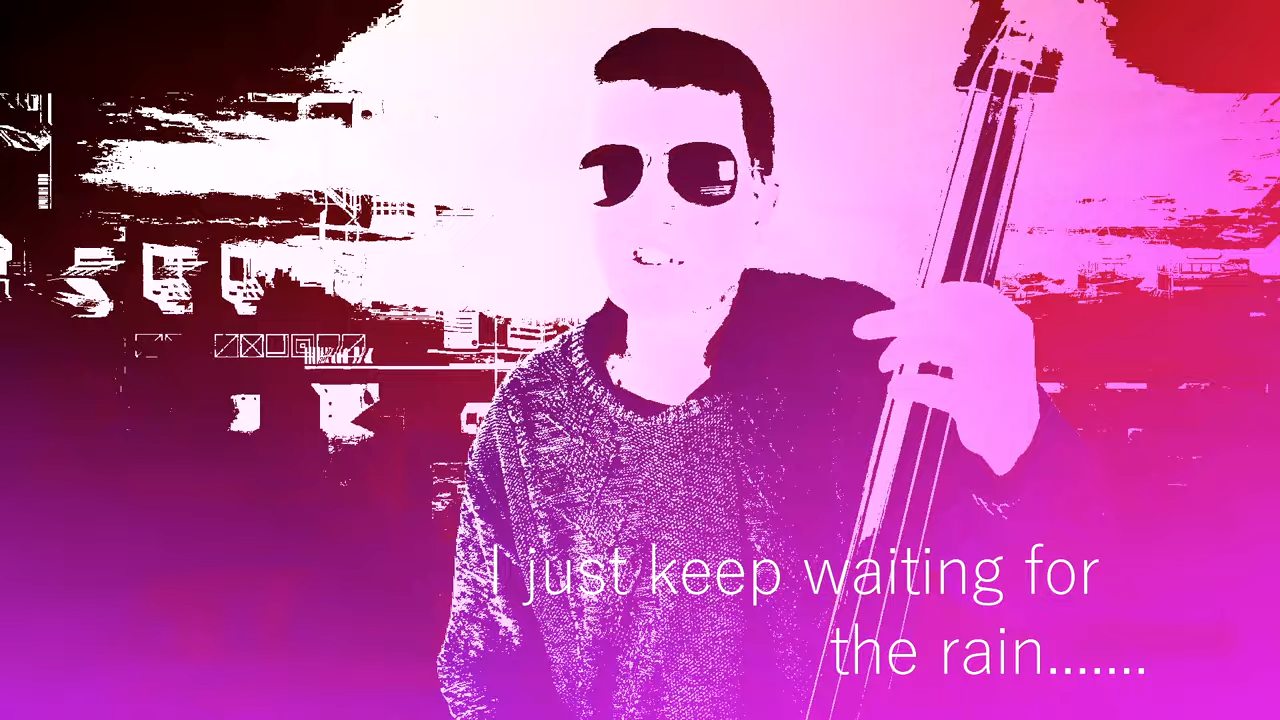 I just keep waiting for
the rain.......